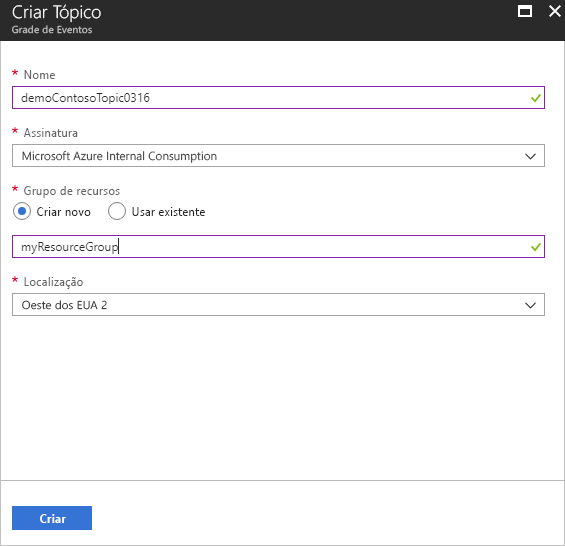 Criar Tópico
Grade de Eventos
* Nome
demoContosoTopic0316
* Assinatura
Microsoft Azure Internal Consumption
* Grupo de recursos
Criar novo Usar existente
myResourceGroup
* Localização
Oeste dos EUA 2
Criar